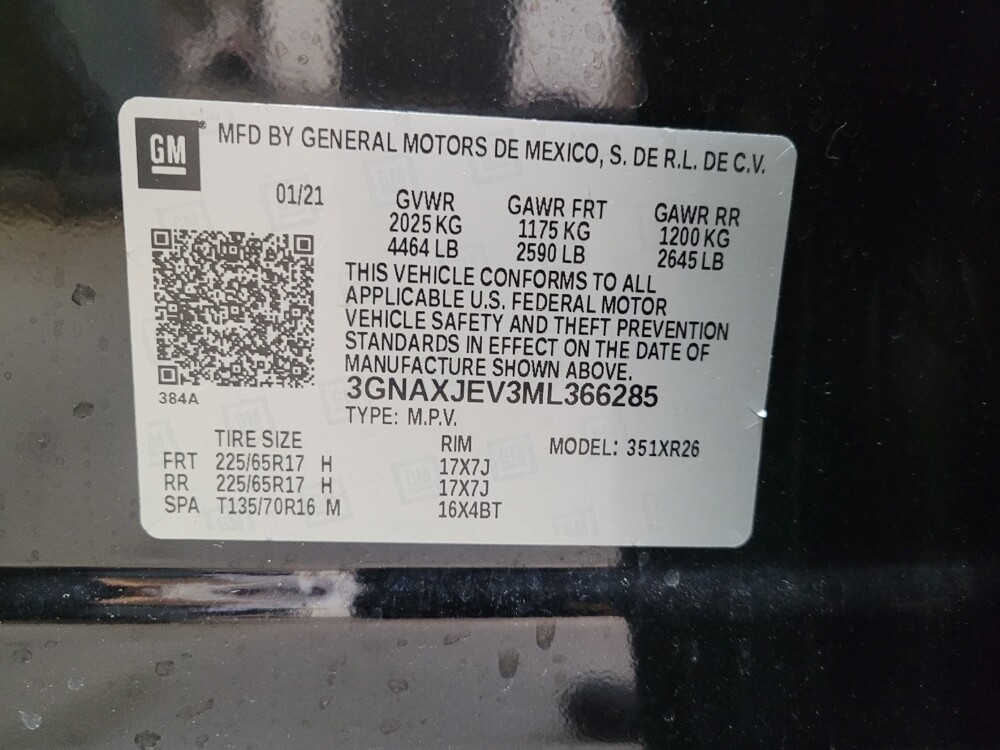 GM
MFD BY GENERAL MOTORS DE MEXICO, S. DE R.L. DE C.V.
01/21
GVWR GAWR FRT GAWR RR
2025 KG 1175 KG 1200 KG
4464 LB 2590 LB 2645 LB
THIS VEHICLE CONFORMS TO ALL
APPLICABLE U.S. FEDERAL MOTOR
VEHICLE SAFETY AND THEFT PREVENTION
STANDARDS IN EFFECT ON THE DATE OF
MANUFACTURE SHOWN ABOVE.
384A
3GNAXJEV3ML366285
TYPE: M.P.V.
TIRE SIZE RIM MODEL: 351XR26
FRT 225/65R17 H 17X7J
RR 225/65R17 H 17X7J
SPA T135/70R16 M 16X4BT